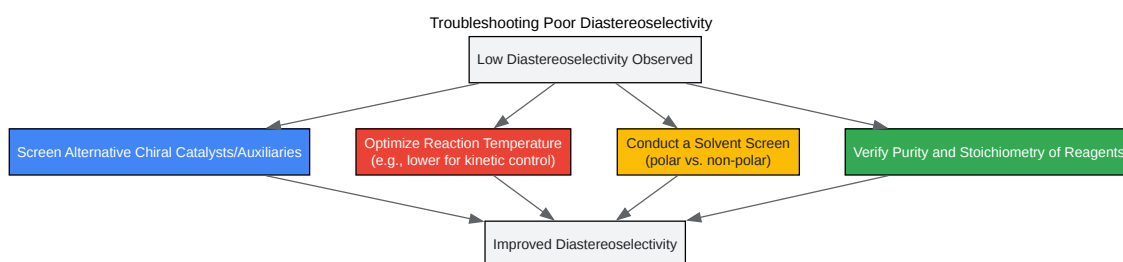 Troubleshooting Poor Diastereoselectivity
Low Diastereoselectivity Observed
Screen Alternative Chiral Catalysts/Auxiliaries
Optimize Reaction Temperature
(e.g., lower for kinetic control)
Conduct a Solvent Screen
(polar vs. non-polar)
Verify Purity and Stoichiometry of Reagents
Improved Diastereoselectivity